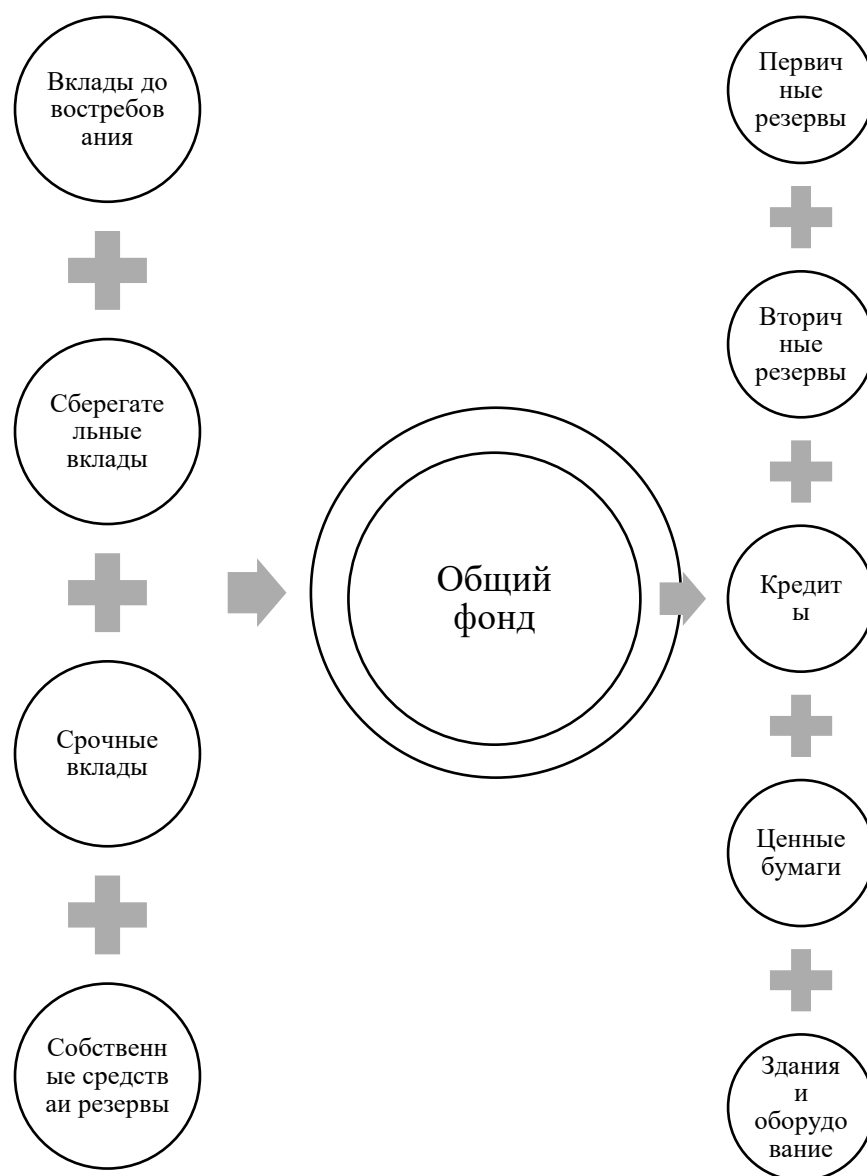 Вклады до
востребов
ания
Сберегате
льные
вклады
Срочные
вклады
Собственн
ые средств
аи резервы
Общий
фонд
Первич
ные
резервы
Вторич
ные
резервы
Кредит
ы
Ценные
бумаги
Здания
и
оборудо
вание